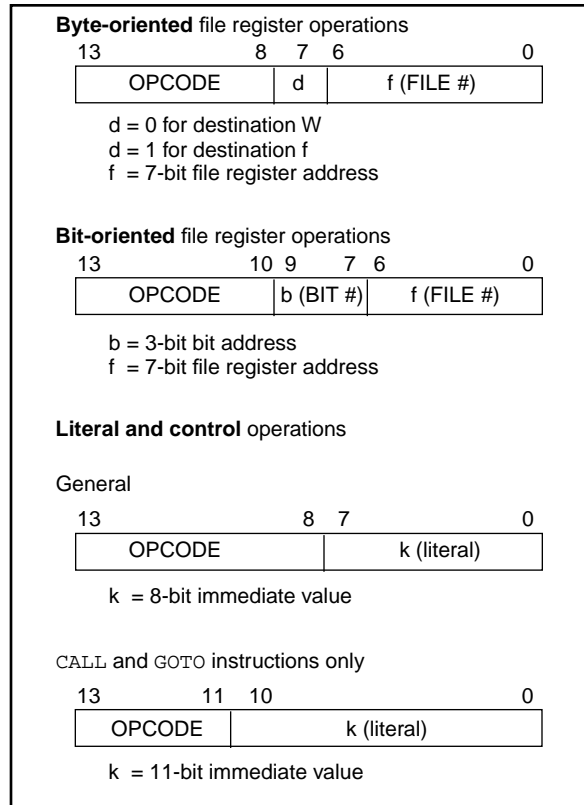 Byte-oriented file register operations
13 8 7 6 0
OPCODE d f (FILE #)
d = 0 for destination W
d = 1 for destination f
f = 7-bit file register address
Bit-oriented file register operations
13 10 9 7 6 0
OPCODE b (BIT #) f (FILE #)
b = 3-bit bit address
f = 7-bit file register address
Literal and control operations
General
13 8 7 0
OPCODE k (literal)
k = 8-bit immediate value
CALL and GOTO instructions only
13 11 10 0
OPCODE k (literal)
k = 11-bit immediate value